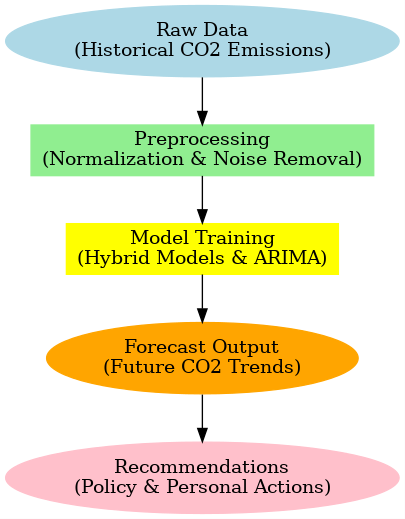 Raw Data
(Historical CO2 Emissions)
Preprocessing
(Normalization & Noise Removal)
Model Training
(Hybrid Models & ARIMA)
Forecast Output
(Future CO2 Trends)
Recommendations
(Policy & Personal Actions)